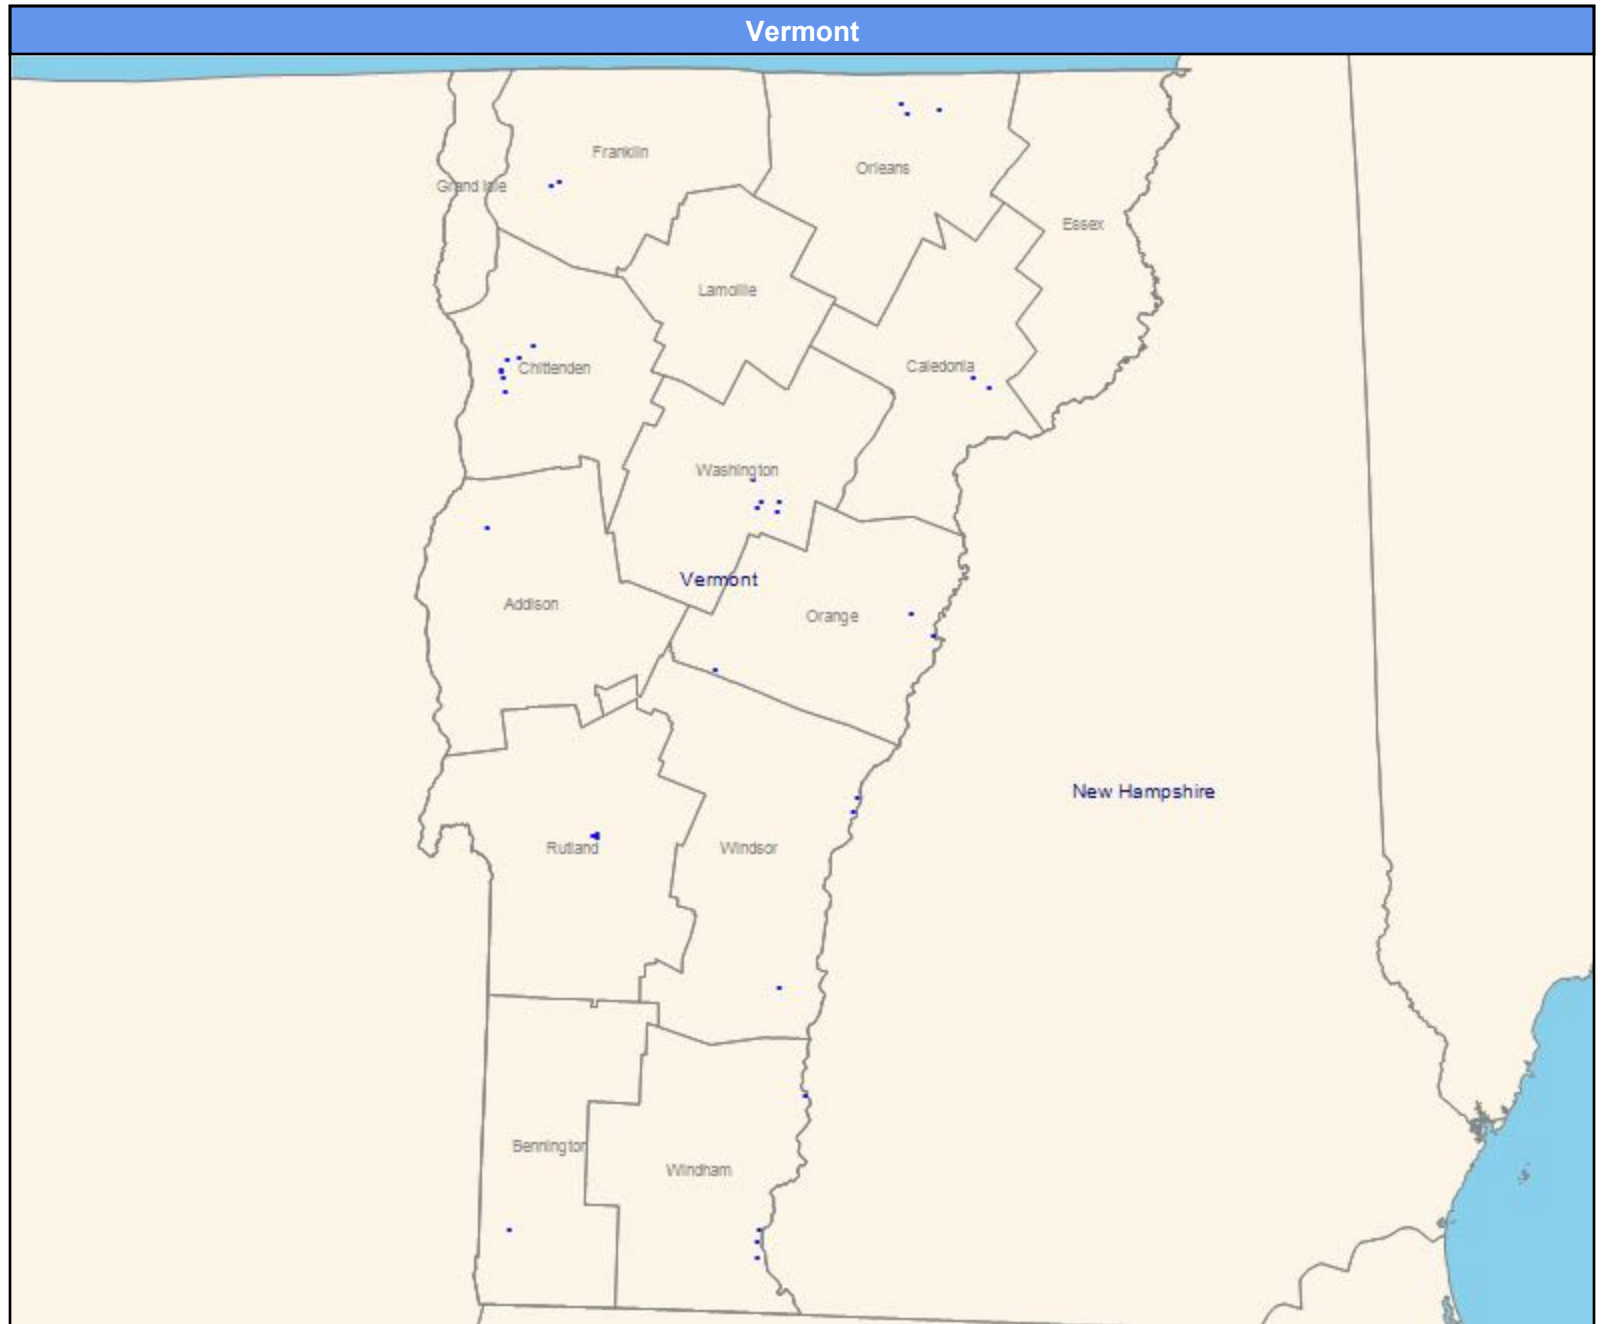 Vermont
Franklin
Orleans
Grand Isle
Essex
Lamoille
Chittenden
Caledonia
Washington
Vermont
Addison
Orange
New Hampshire
Rutland
Windsor
Bennington
Windham